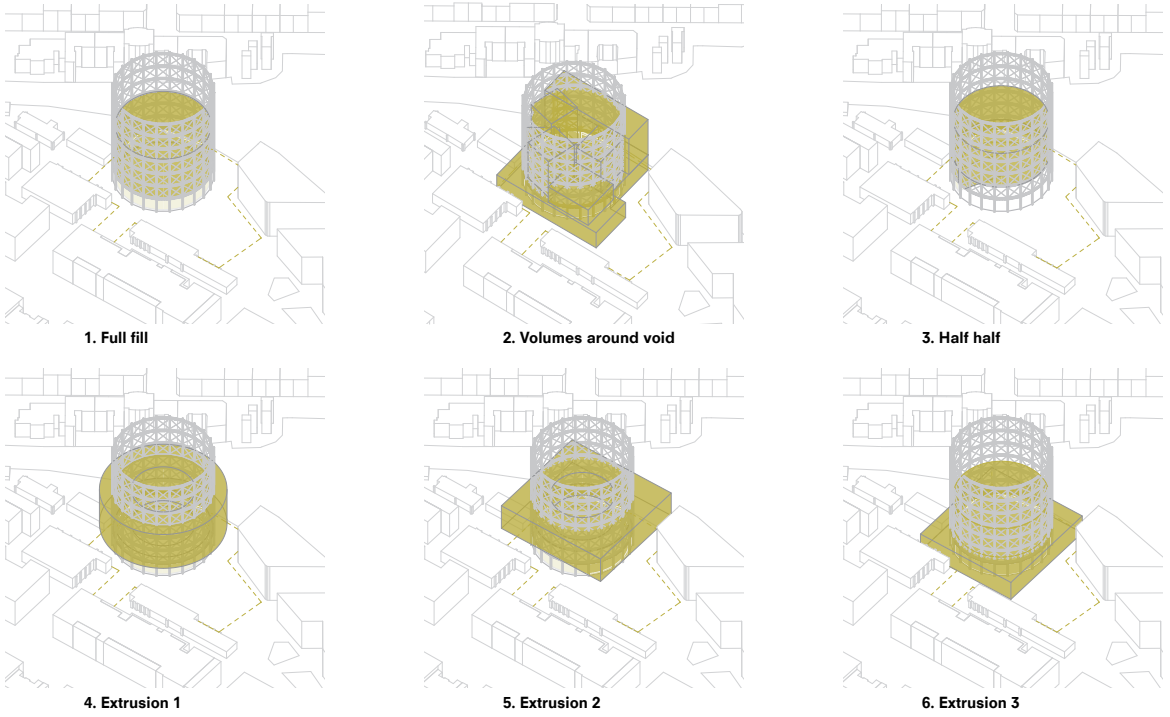 1. Full fill
2. Volumes around void
3. Half half
4. Extrusion 1
5. Extrusion 2
6. Extrusion 3